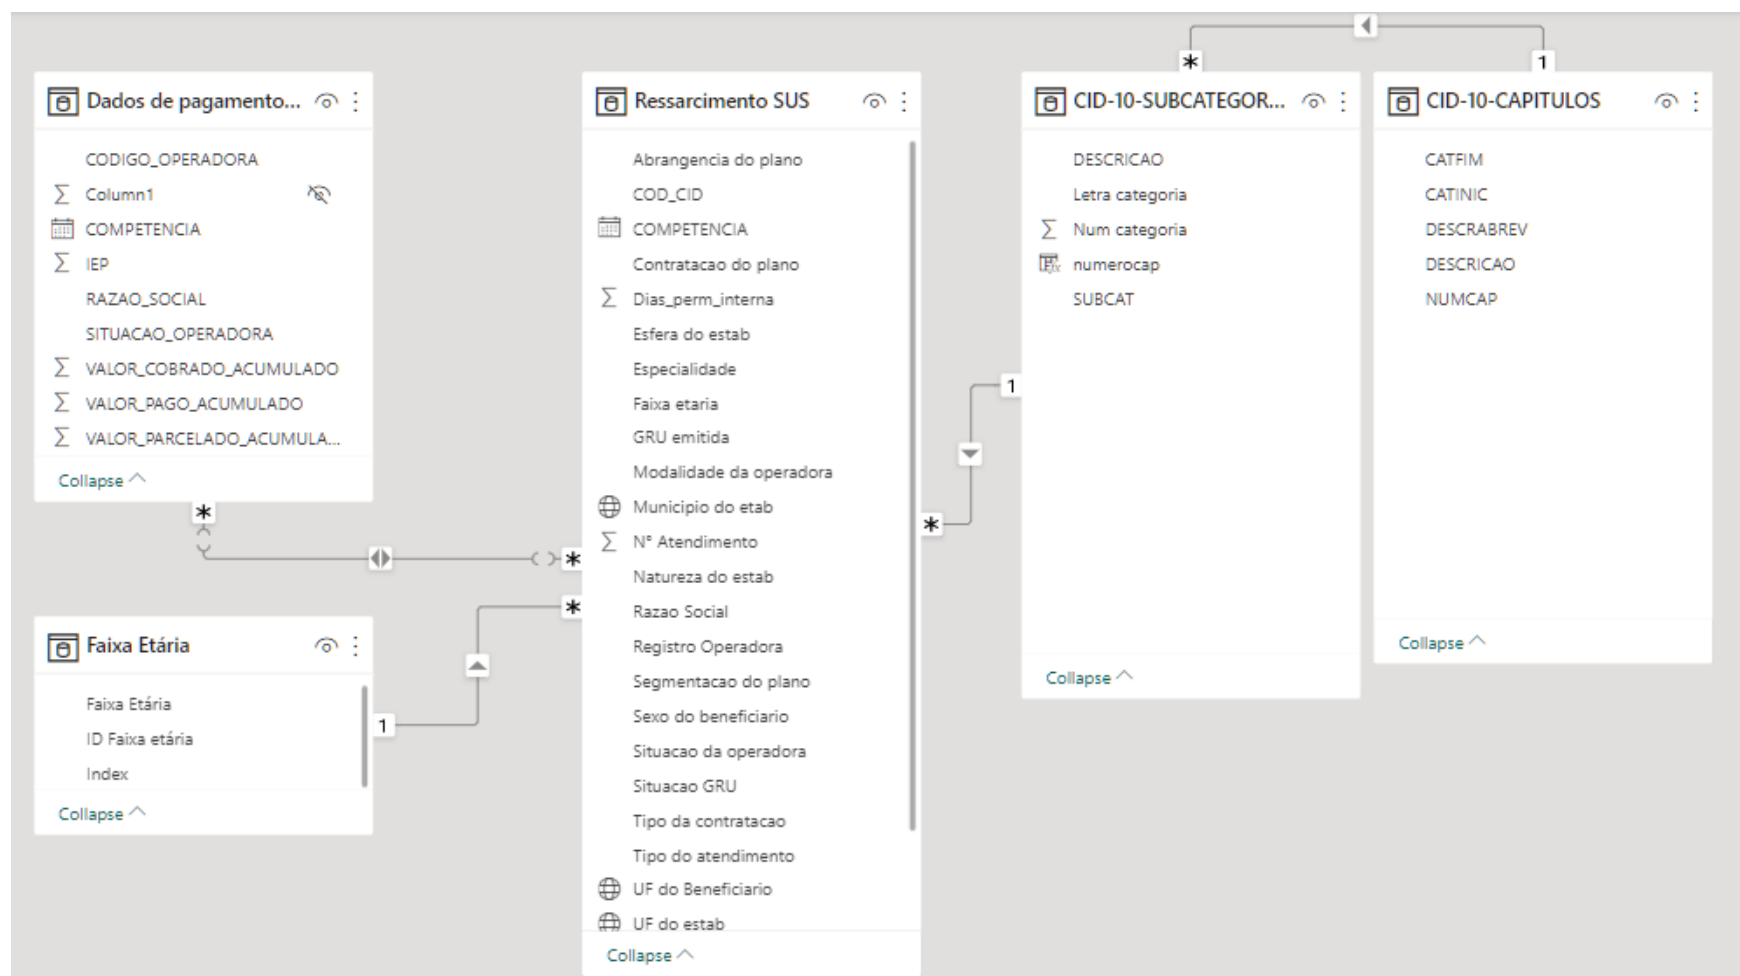 Dados de pagamento...
CODIGO_OPERADORA
Column1
COMPETENCIA
IEP
RAZAO_SOCIAL
SITUACAO_OPERADORA
VALOR_COBRADO_ACUMULADO
VALOR_PAGO_ACUMULADO
VALOR_PARCELADO_ACUMULA...
Collapse
Faixa Etária
Faixa Etária
ID Faixa etária
Index
Collapse
Ressarcimento SUS
Abrangencia do plano
COD_CID
COMPETENCIA
Contratacao do plano
Dias_perm_interna
Esfera do estab
Especialidade
Faixa etaria
GRU emitida
Modalidade da operadora
Municipio do etab
Nº Atendimento
Natureza do estab
Razao Social
Registro Operadora
Segmentacao do plano
Sexo do beneficiario
Situacao da operadora
Situacao GRU
Tipo da contratacao
Tipo do atendimento
UF do Beneficiario
UF do estab
Collapse
CID-10-SUBCATEGOR...
DESCRICAO
Letra categoria
Num categoria
numerocap
SUBCAT
Collapse
CID-10-CAPITULOS
CATFIM
CATINIC
DESCRABREV
DESCRICAO
NUMCAP
Collapse
*
*
*
1
1
*
*
1